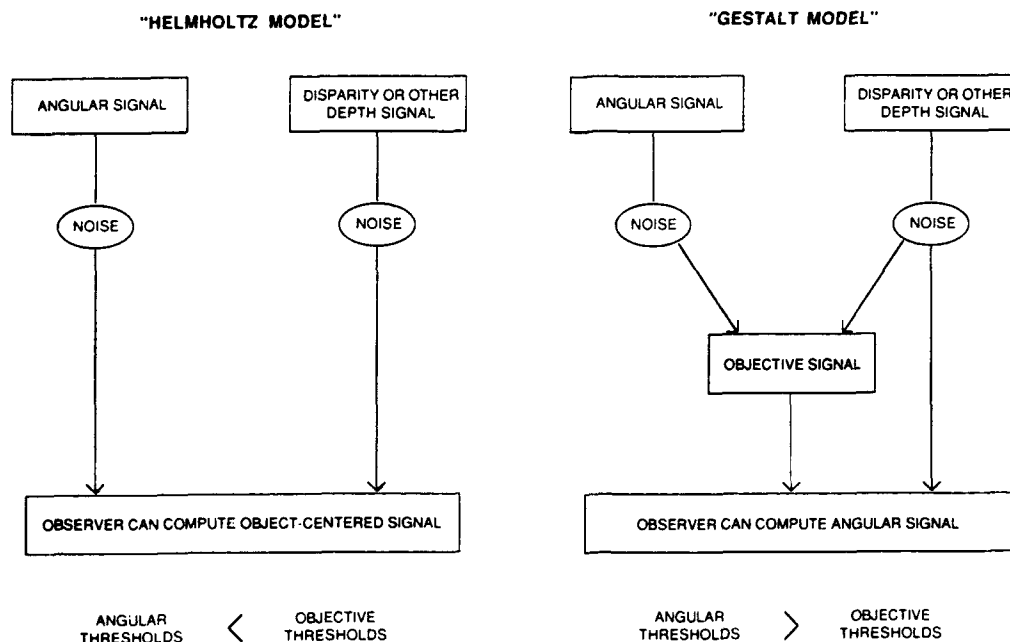 "HELMHOLTZ MODEL"
ANGULAR SIGNAL
DISPARITY OR OTHER
DEPTH SIGNAL
NOISE
NOISE
OBSERVER CAN COMPUTE OBJECT-CENTERED SIGNAL
ANGULAR
THRESHOLDS
<
OBJECTIVE
THRESHOLDS
"GESTALT MODEL"
ANGULAR SIGNAL
DISPARITY OR OTHER
DEPTH SIGNAL
NOISE
NOISE
OBJECTIVE SIGNAL
OBSERVER CAN COMPUTE ANGULAR SIGNAL
ANGULAR
THRESHOLDS
>
OBJECTIVE
THRESHOLDS